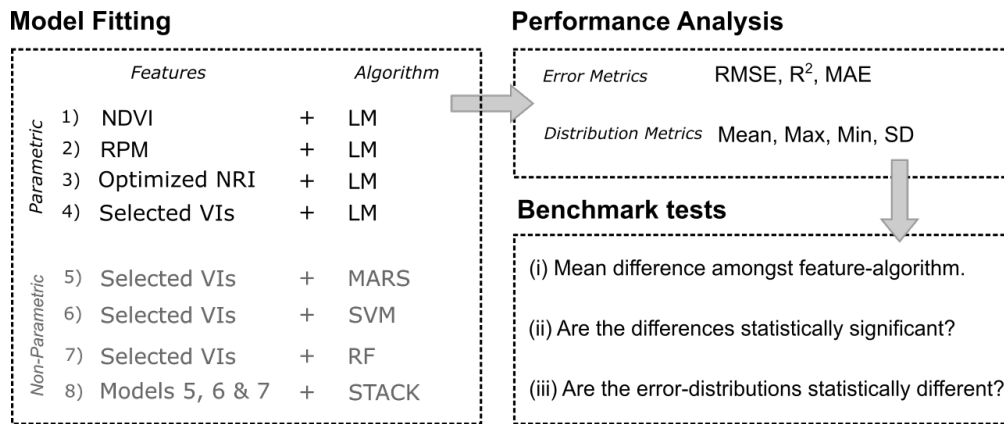 Model Fitting
Features Algorithm
Parametric
1) NDVI + LM
2) RPM + LM
3) Optimized NRI + LM
4) Selected VIs + LM
Non-Parametric
5) Selected VIs + MARS
6) Selected VIs + SVM
7) Selected VIs + RF
8) Models 5, 6 & 7 + STACK
Performance Analysis
Error Metrics RMSE, R², MAE
Distribution Metrics Mean, Max, Min, SD
Benchmark tests
(i) Mean difference amongst feature-algorithm.
(ii) Are the differences statistically significant?
(iii) Are the error-distributions statistically different?